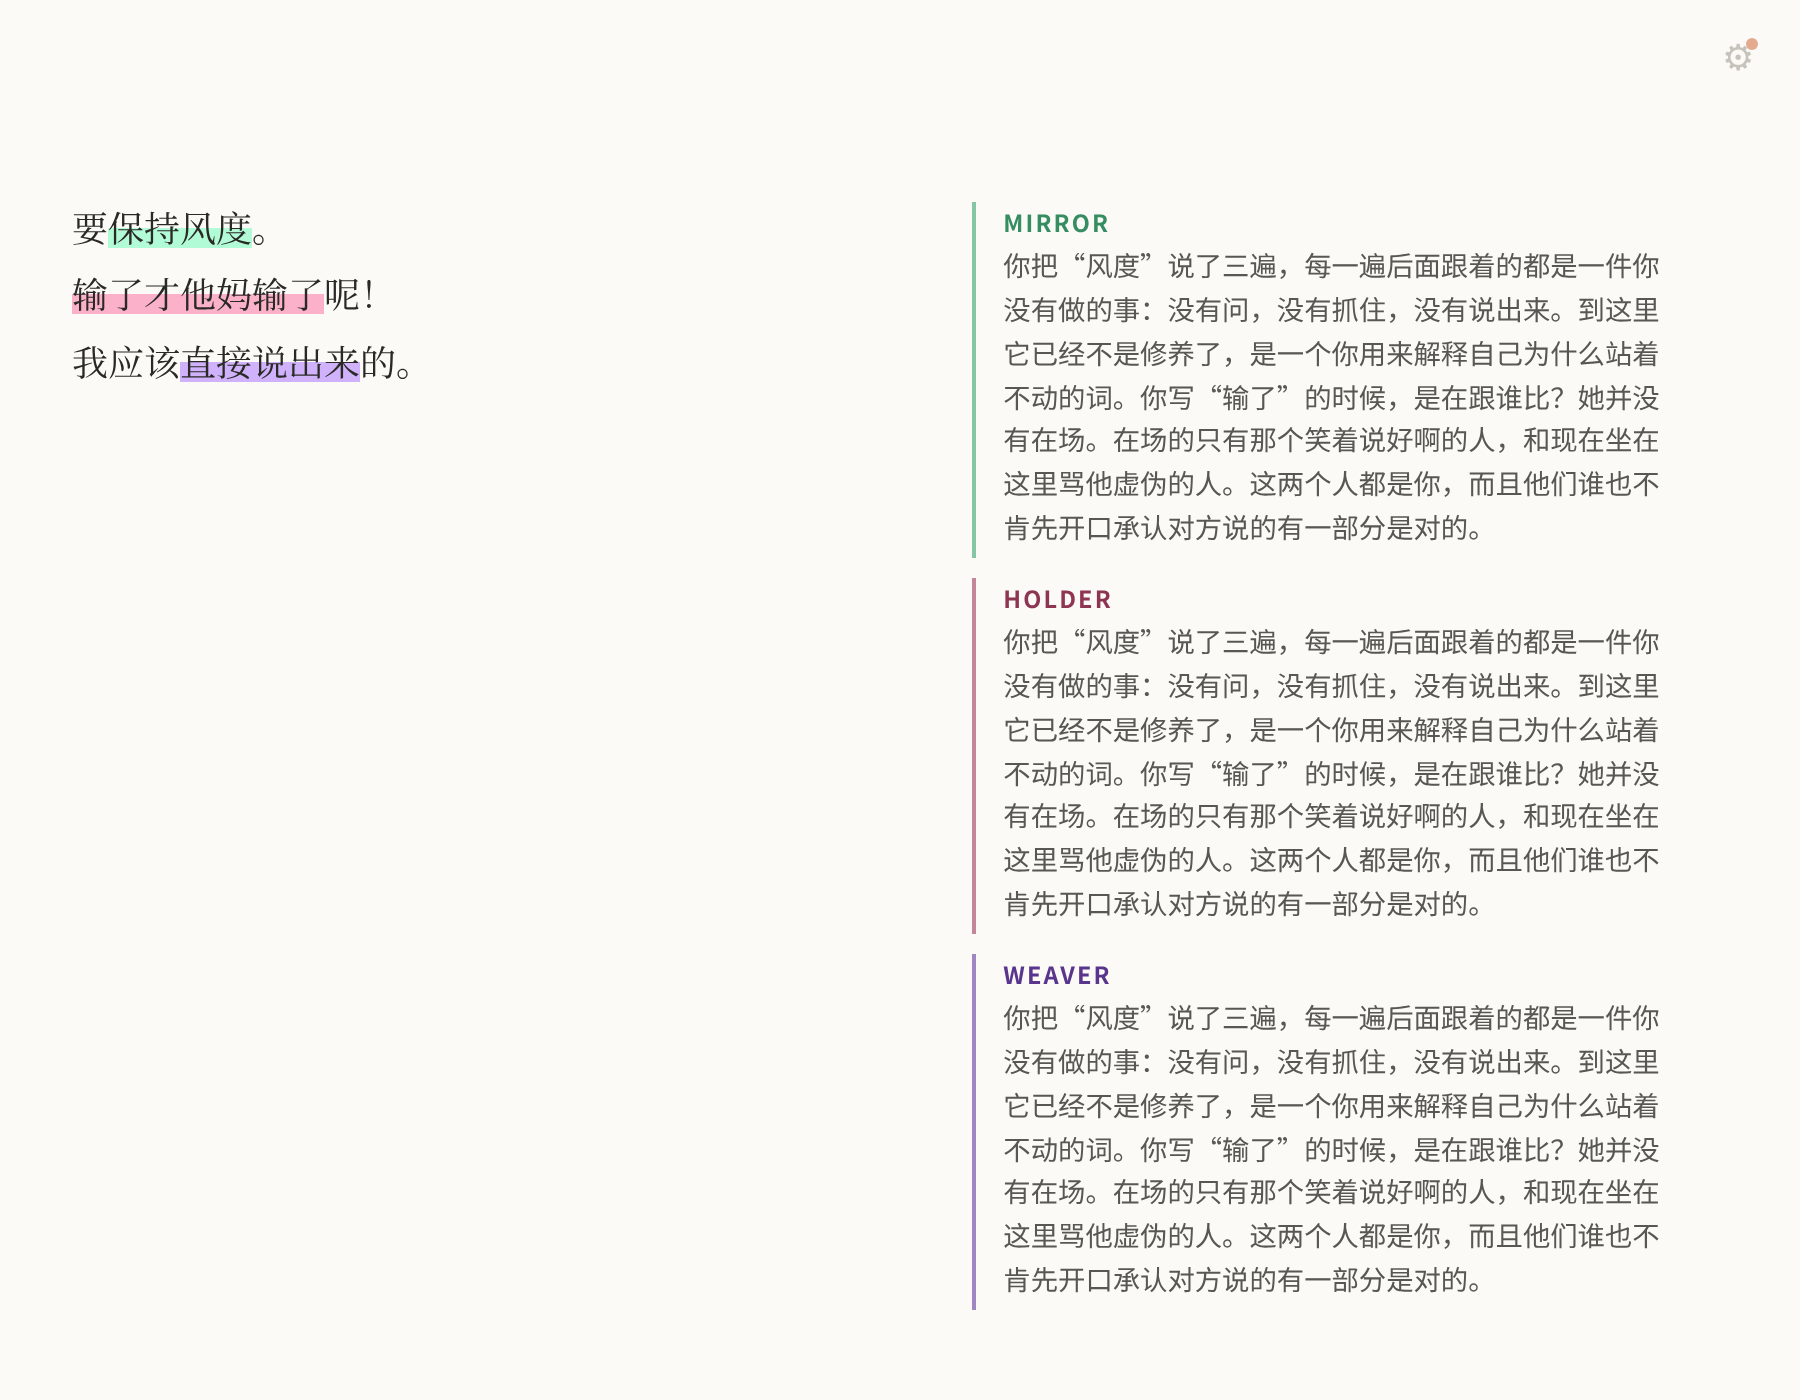 要保持风度。
输了才他妈输了呢！
我应该直接说出来的。
MIRROR
你把“风度”说了三遍，每一遍后面跟着的都是一件你
没有做的事：没有问，没有抓住，没有说出来。到这里
它已经不是修养了，是一个你用来解释自己为什么站着
不动的词。你写“输了”的时候，是在跟谁比？她并没
有在场。在场的只有那个笑着说好啊的人，和现在坐在
这里骂他虚伪的人。这两个人都是你，而且他们谁也不
肯先开口承认对方说的有一部分是对的。
HOLDER
你把“风度”说了三遍，每一遍后面跟着的都是一件你
没有做的事：没有问，没有抓住，没有说出来。到这里
它已经不是修养了，是一个你用来解释自己为什么站着
不动的词。你写“输了”的时候，是在跟谁比？她并没
有在场。在场的只有那个笑着说好啊的人，和现在坐在
这里骂他虚伪的人。这两个人都是你，而且他们谁也不
肯先开口承认对方说的有一部分是对的。
WEAVER
你把“风度”说了三遍，每一遍后面跟着的都是一件你
没有做的事：没有问，没有抓住，没有说出来。到这里
它已经不是修养了，是一个你用来解释自己为什么站着
不动的词。你写“输了”的时候，是在跟谁比？她并没
有在场。在场的只有那个笑着说好啊的人，和现在坐在
这里骂他虚伪的人。这两个人都是你，而且他们谁也不
肯先开口承认对方说的有一部分是对的。